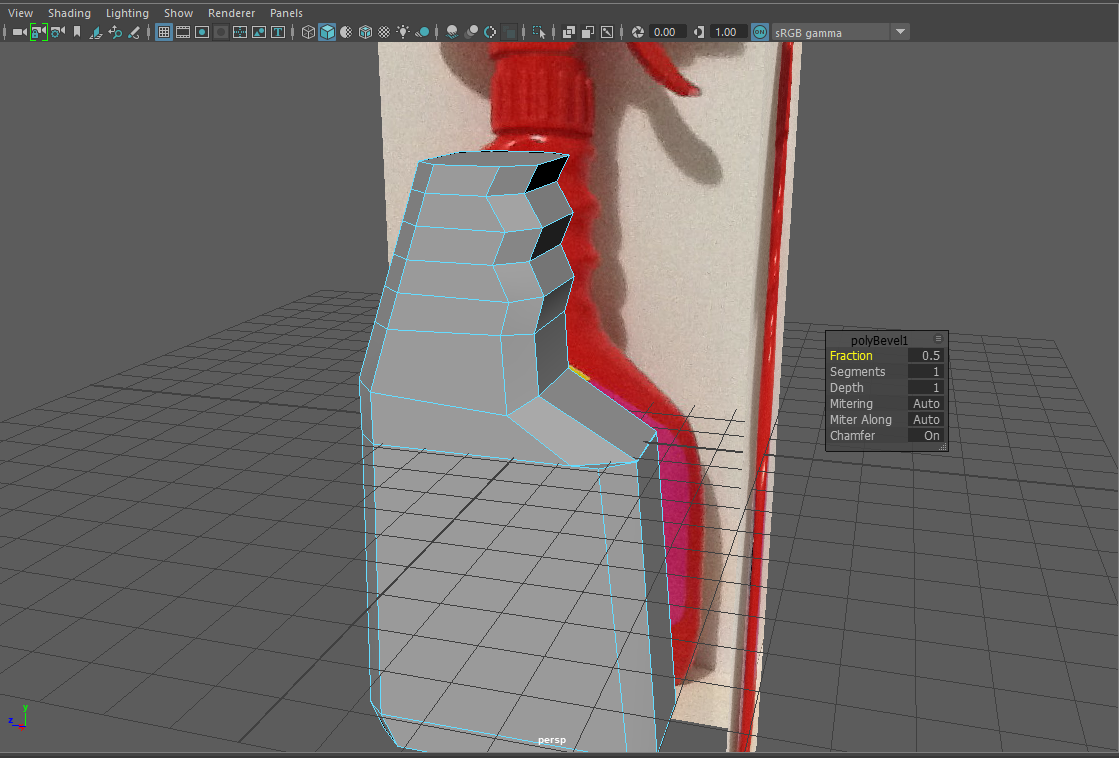 View Shading Lighting Show Renderer Panels
0.00 1.00 ON sRGB gamma
polyBevel1
Fraction 0.5
Segments 1
Depth 1
Mitering Auto
Miter Along Auto
Chamfer On
y
z
persp